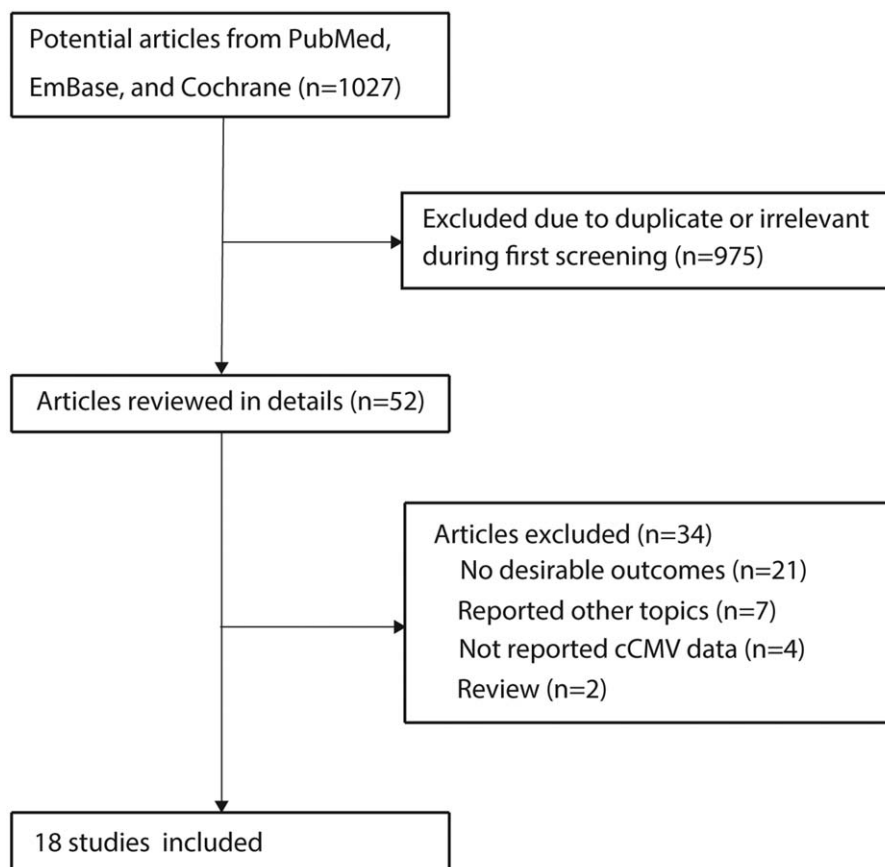 Potential articles from PubMed,
EmBase, and Cochrane (n=1027)
Excluded due to duplicate or irrelevant
during first screening (n=975)
Articles reviewed in details (n=52)
Articles excluded (n=34)
No desirable outcomes (n=21)
Reported other topics (n=7)
Not reported cCMV data (n=4)
Review (n=2)
18 studies included